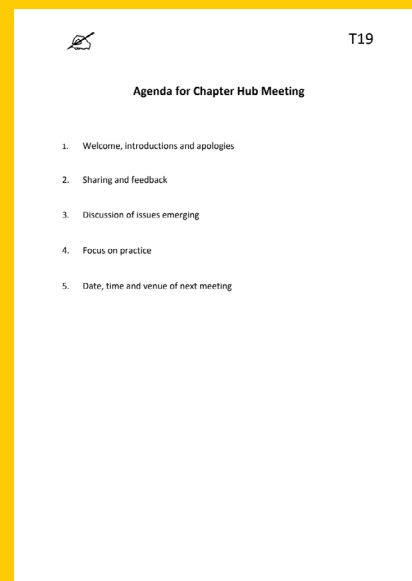 T19
Agenda for Chapter Hub Meeting
1. Welcome, introductions and apologies
2. Sharing and feedback
3. Discussion of issues emerging
4. Focus on practice
5. Date, time and venue of next meeting